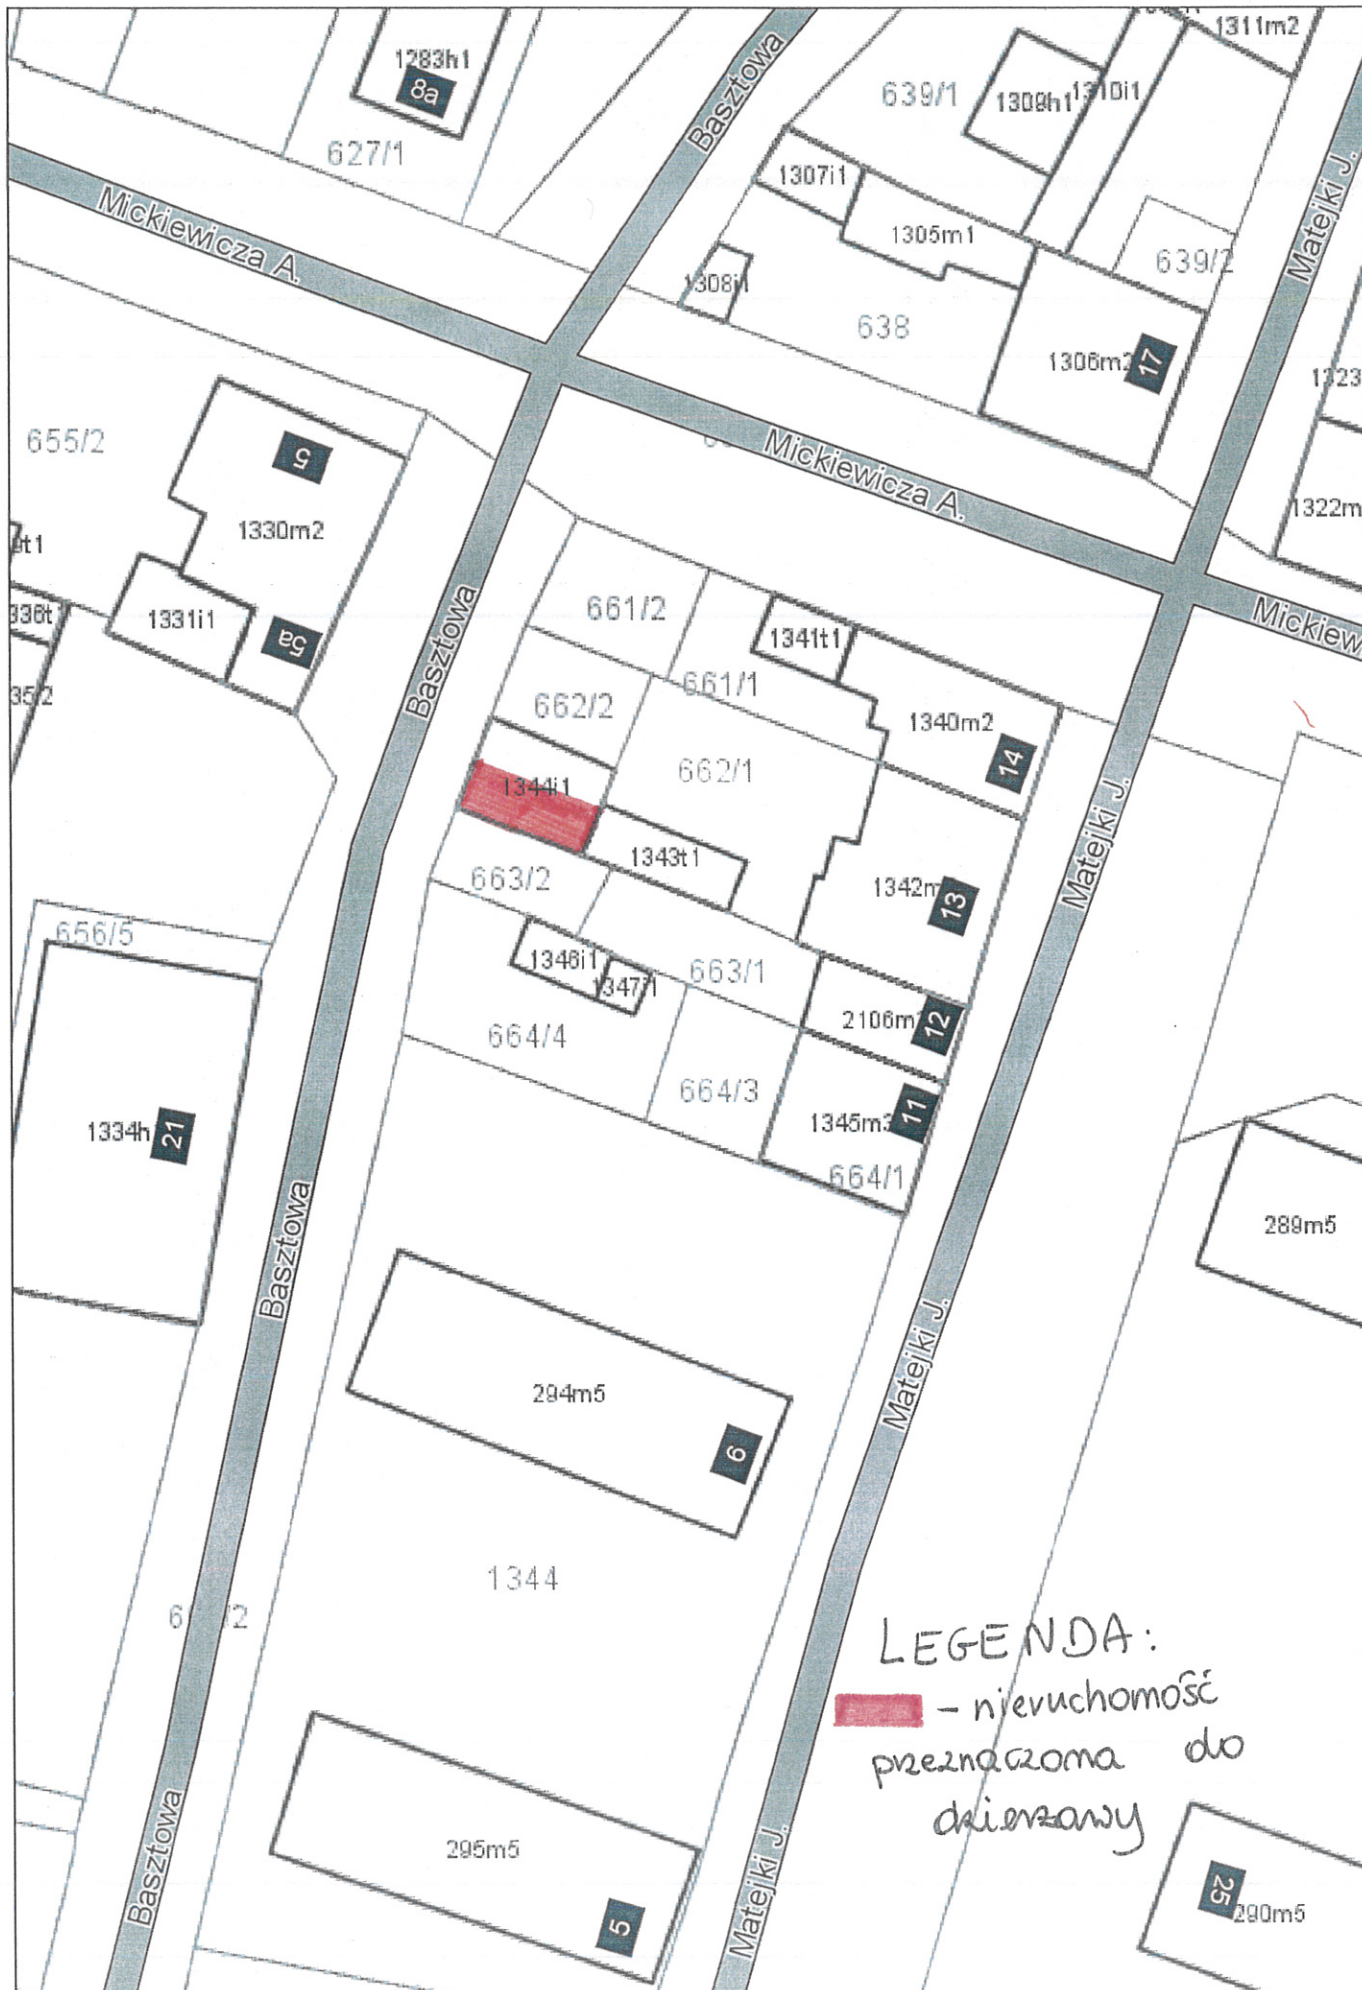 1311m2
1283h1
8a
Basztowa
639/1
1309h1
1310i1
627/1
Matejki J.
1307i1
Mickiewicza A.
1305m1
639/2
1308i1
638
1306m2
17
655/2
5
Mickiewicza A.
1330m2
1322m
661/2
Basztowa
1331i1
5a
1341t1
Mickiew
661/1
662/2
1340m2
14
662/1
1344i1
Matejki J.
1343t1
663/2
1342m
13
656/5
1346i1
663/1
1347i1
2106m
12
664/4
664/3
11
1345m3
1334h
21
664/1
Basztowa
289m5
Matejki J.
294m5
6
1344
LEGENDA:
- nieruchomość
przeznaczona do
dzierżawy
295m5
Basztowa
5
Matejki J.
25
290m5